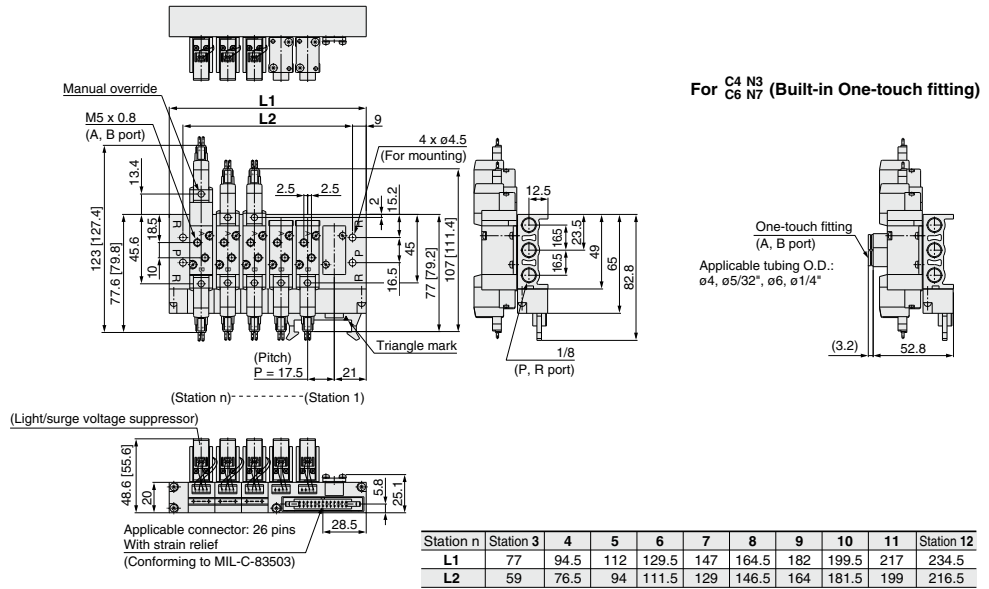 For C4 N3 C6 N7 (Built-in One-touch fitting)
Manual override
L1
L2
9
M5 x 0.8
(A, B port)
4 x ø4.5
(For mounting)
13.4
2.5
2.5
2
15.2
123 [127.4]
77.6 [79.8]
45.6
18.5
10
R
P
R
A
B
R
P
R
16.5
45
77 [79.2]
107 [111.4]
Triangle mark
(Pitch)
P = 17.5
21
(Station n)
(Station 1)
12.5
16.5
16.5
23.5
49
65
82.8
1/8
(P, R port)
One-touch fitting
(A, B port)
Applicable tubing O.D.:
ø4, ø5/32", ø6, ø1/4"
(3.2)
52.8
(Light/surge voltage suppressor)
48.6 [55.6]
20
5.8
25.1
28.5
Applicable connector: 26 pins
With strain relief
(Conforming to MIL-C-83503)
Station n Station 3 4 5 6 7 8 9 10 11 Station 12
L1 77 94.5 112 129.5 147 164.5 182 199.5 217 234.5
L2 59 76.5 94 111.5 129 146.5 164 181.5 199 216.5